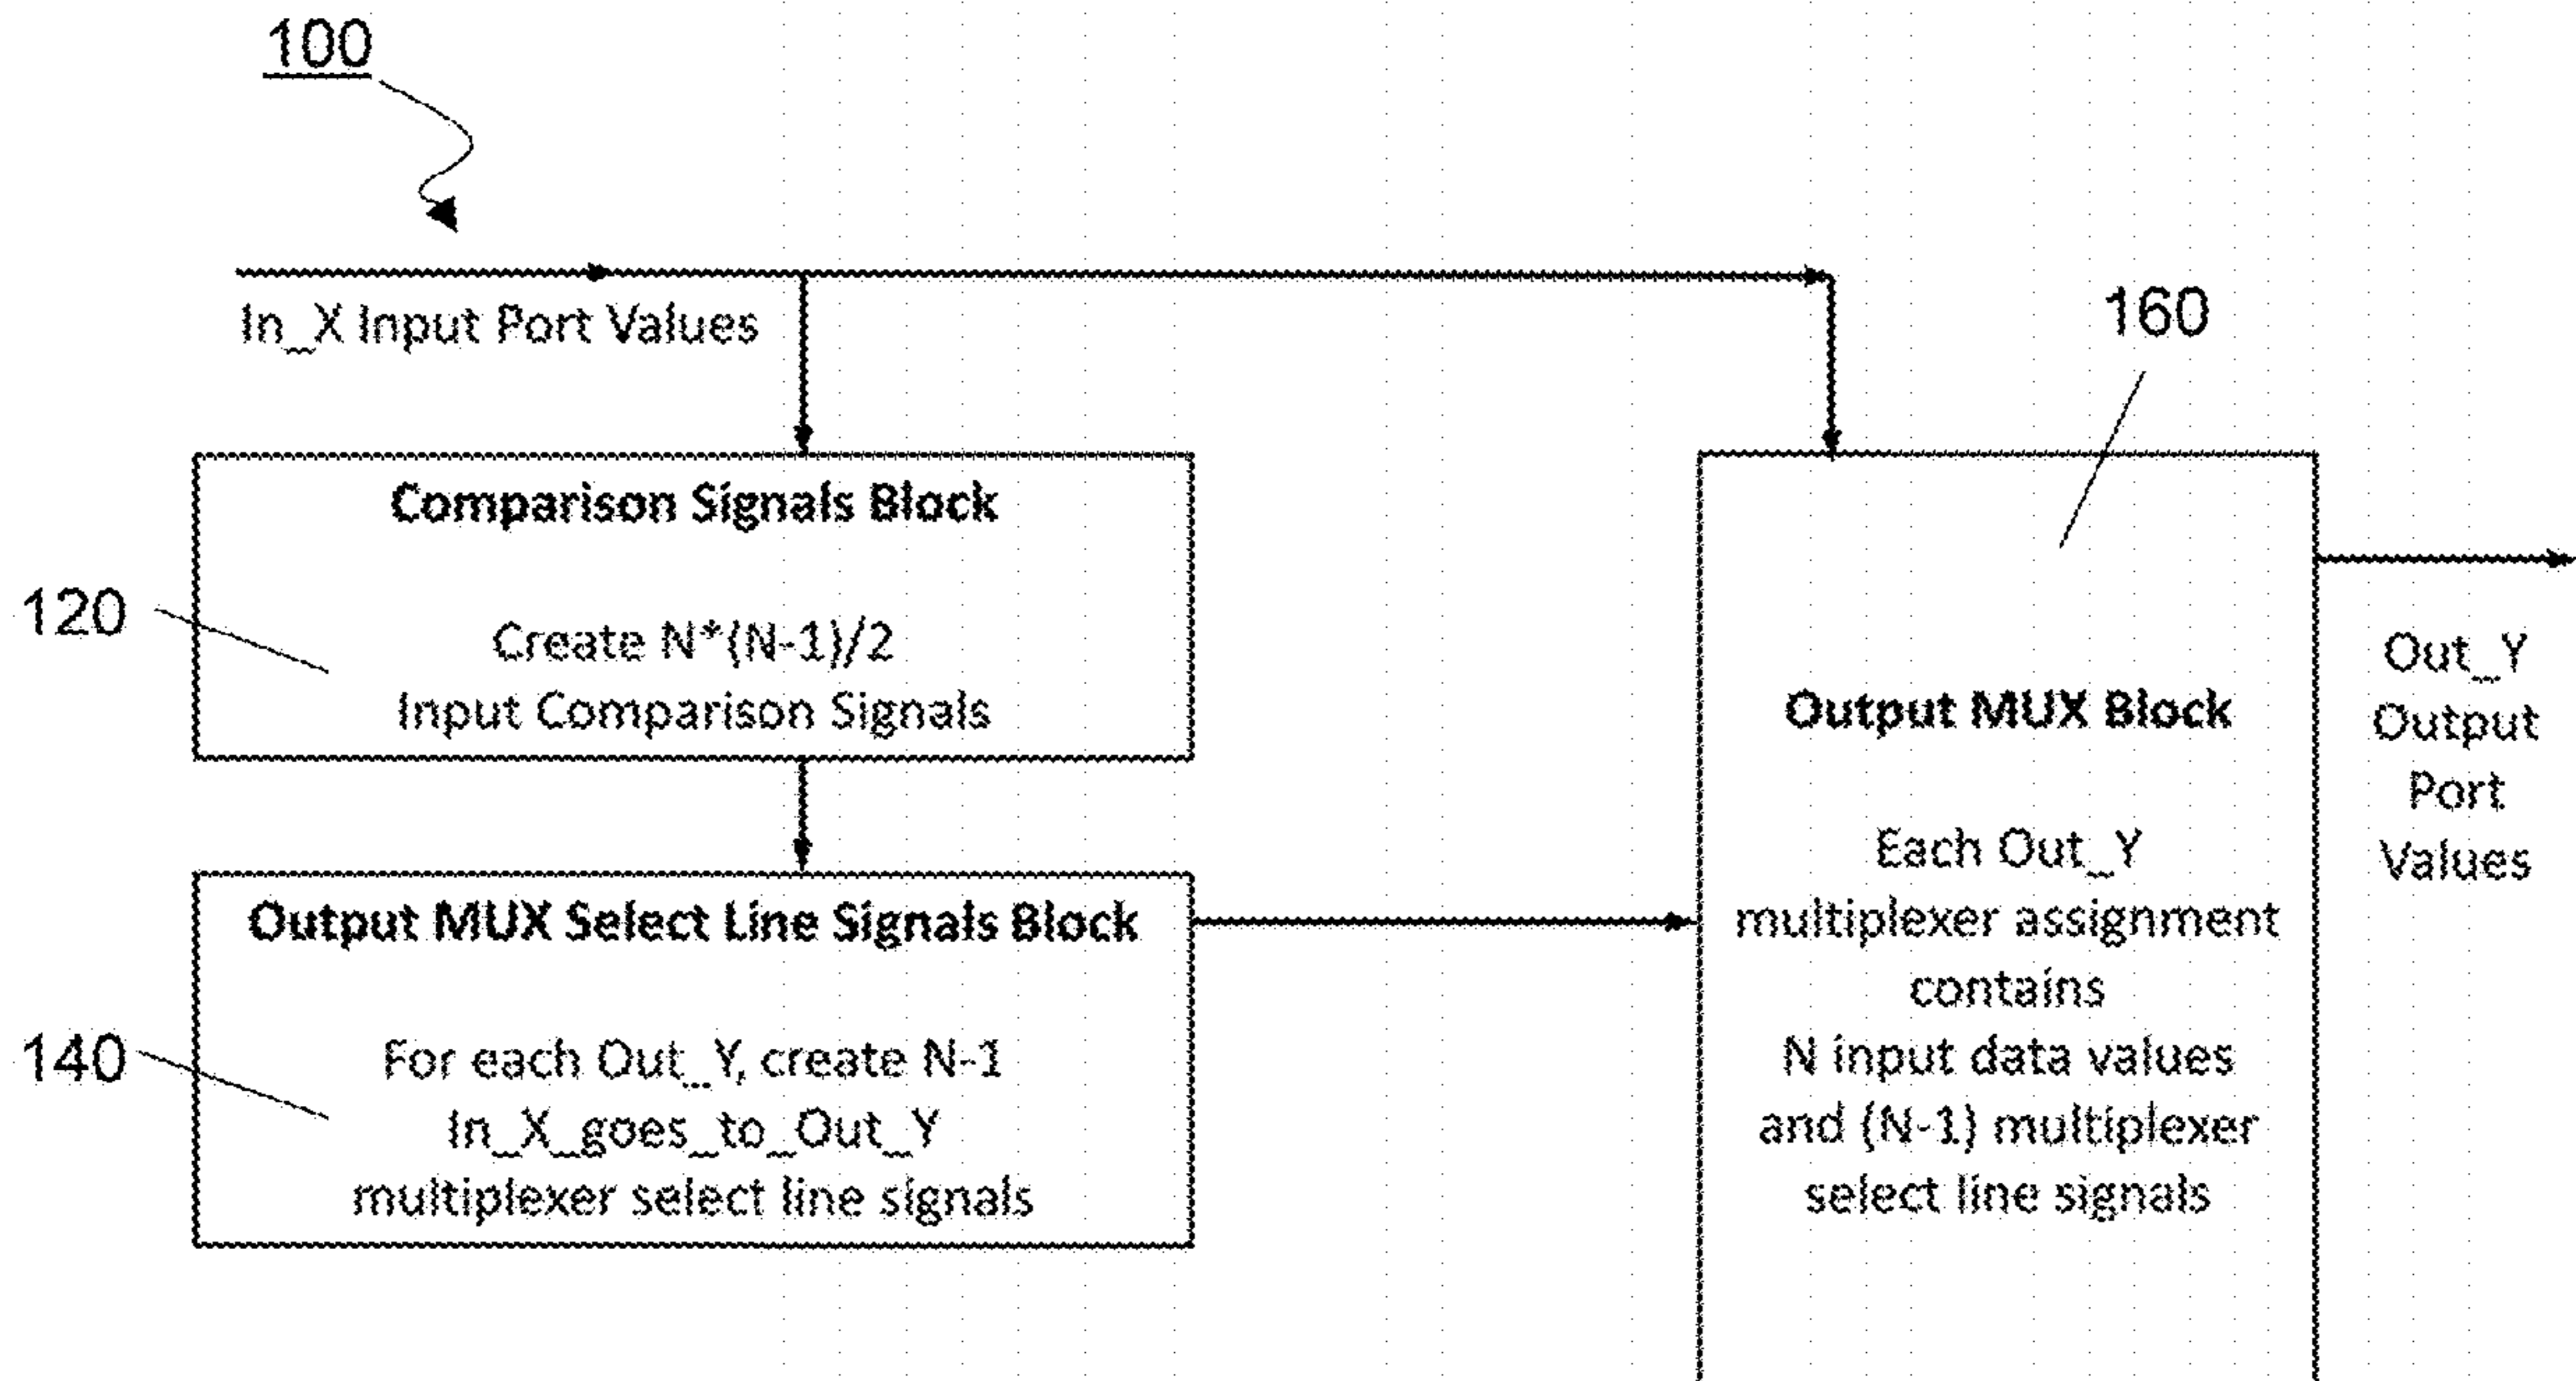 100
In_X Input Port Values
160
Comparison Signals Block
120
Create N*(N-1)/2
Input Comparison Signals
Output MUX Select Line Signals Block
140
For each Out_Y, create N-1
In_X_goes_to_Out_Y
multiplexer select line signals
Output MUX Block
Each Out_Y
multiplexer assignment
contains
N input data values
and (N-1) multiplexer
select line signals
Out_Y
Output
Port
Values